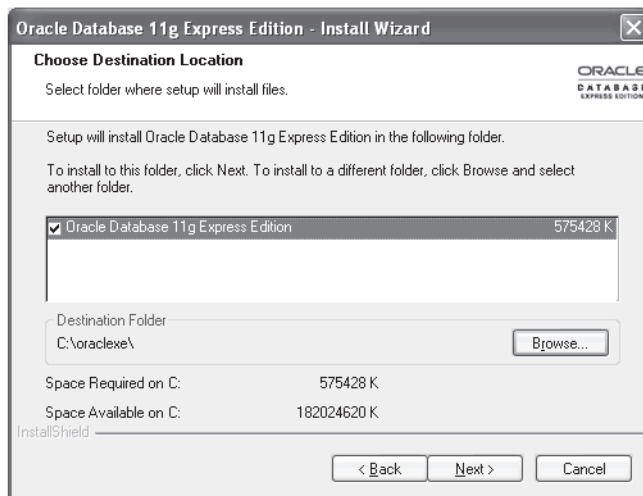 Oracle Database 11g Express Edition - Install Wizard
Choose Destination Location
Select folder where setup will install files.
ORACLE
DATABASE
EXPRESS EDITION
Setup will install Oracle Database 11g Express Edition in the following folder.
To install to this folder, click Next. To install to a different folder, click Browse and select
another folder.
Oracle Database 11g Express Edition 575428 K
Destination Folder
C:\oraclexe\
Browse...
Space Required on C: 575428 K
Space Available on C: 182024620 K
InstallShield
< Back Next > Cancel